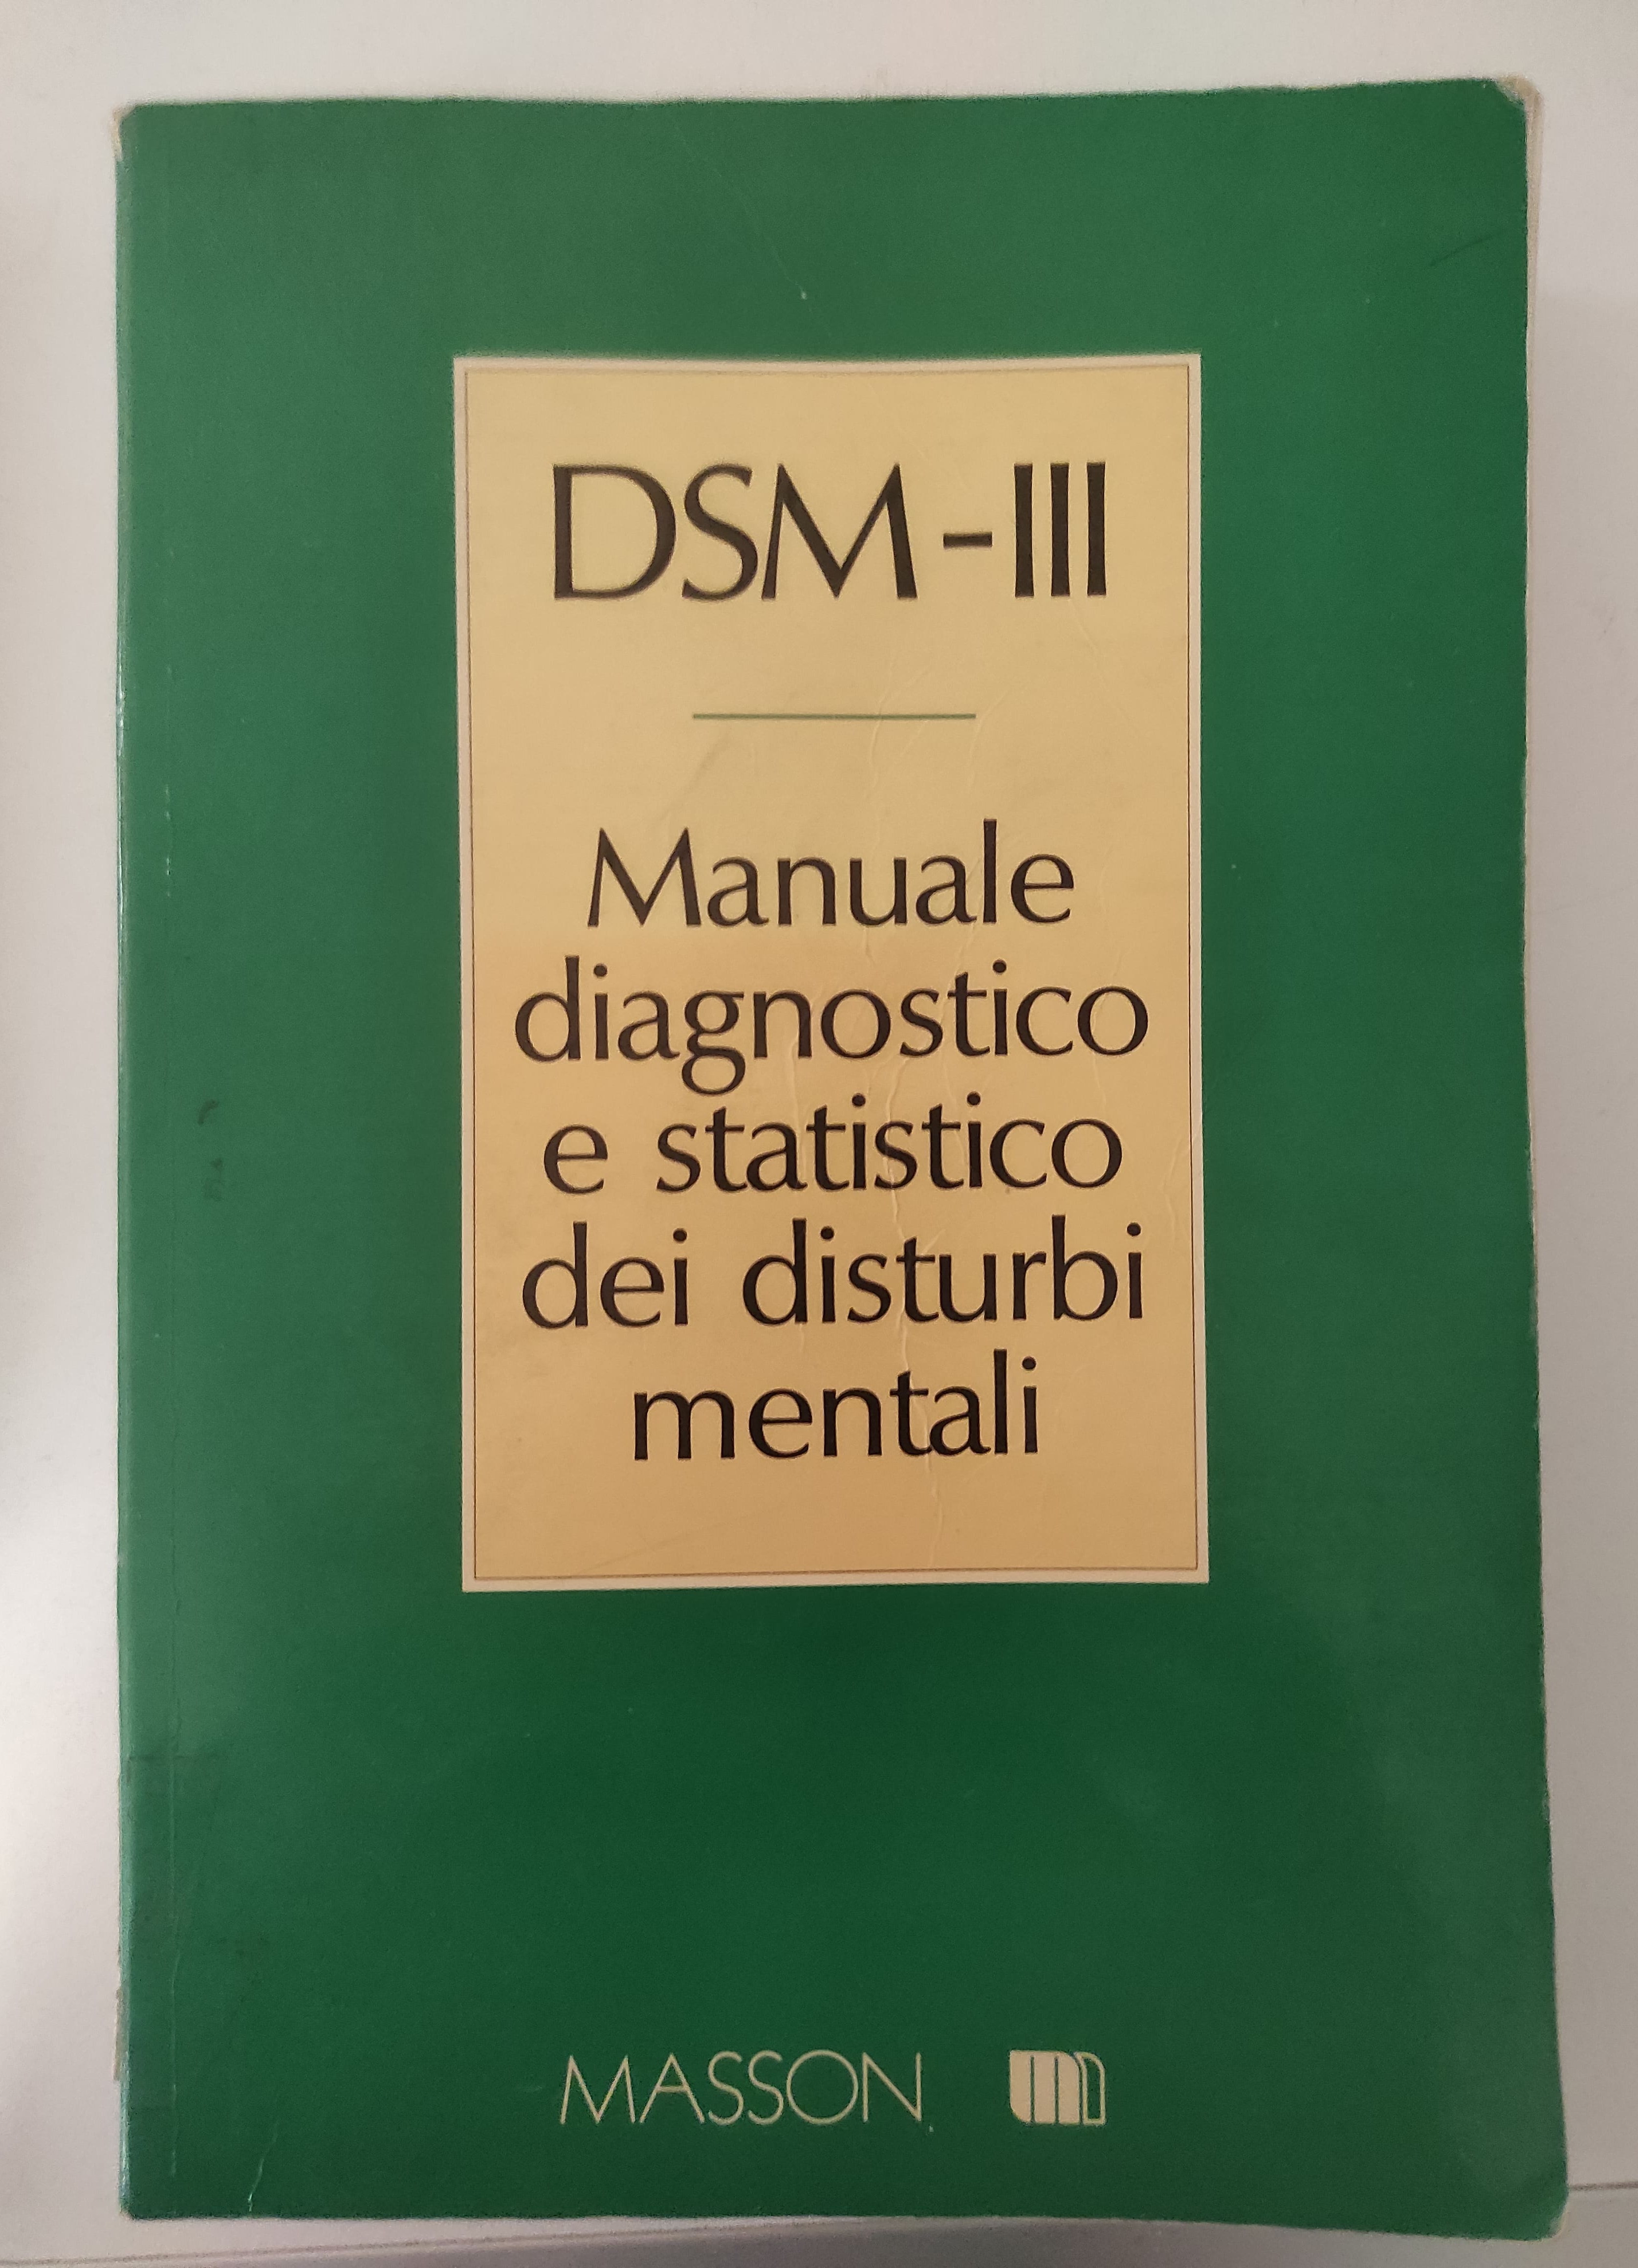 DSM-III
Manuale
diagnostico
e statistico
dei disturbi
mentali
MASSON m